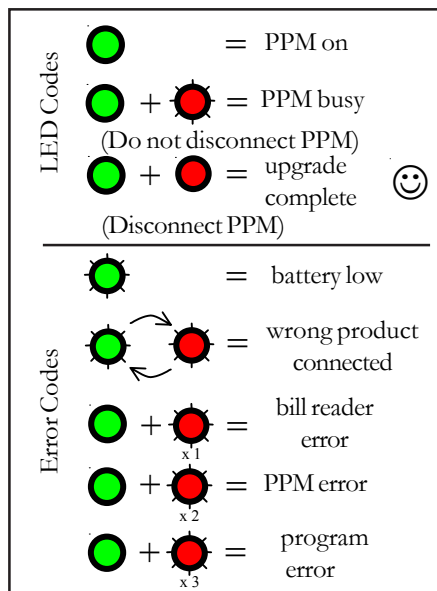 LED Codes
= PPM on
+ = PPM busy
(Do not disconnect PPM)
+ = upgrade
complete
(Disconnect PPM)
Error Codes
= battery low
= wrong product
connected
+ = bill reader
x 1 error
+ = PPM error
x 2
+ = program
x 3 error